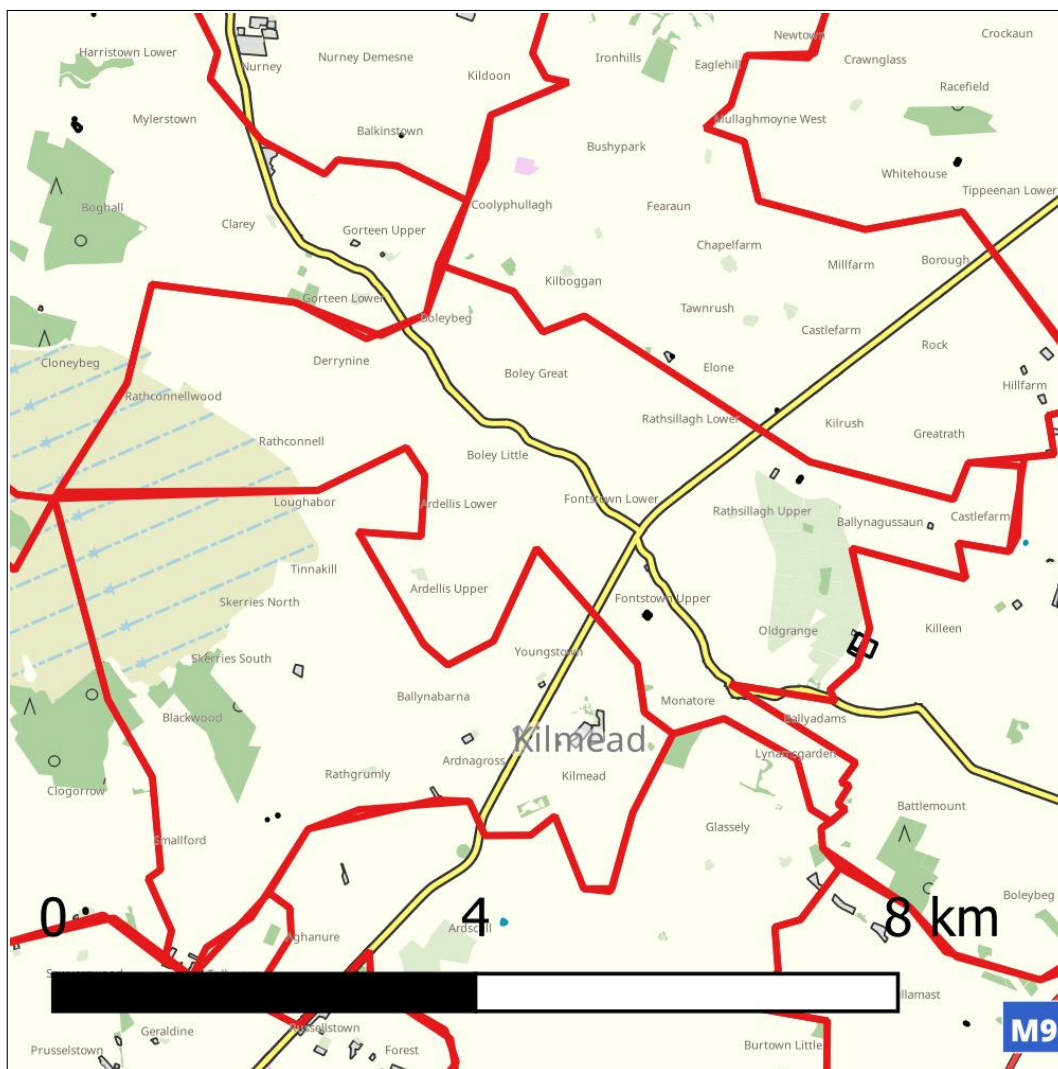 Newtown
Crockaun
Harristown Lower
Nurney Demesne
Ironhills
Crawnglass
Nurney
Eaglehill
Kildoon
Racefield
Mylerstown
Balkinstown
Mullaghmoyne West
Bushypark
Whitehouse
Tippeenan Lower
Boghall
Coolyphullagh
Fearaun
Clarey
Gorteen Upper
Chapelfarm
Millfarm
Borough
Kilboggan
Gorteen Lower
Tawnrush
Boleybeg
Castlefarm
Rock
Cloneybeg
Derrynine
Boley Great
Elone
Hillfarm
Rathconnellwood
Rathsillagh Lower
Kilrush
Greatrath
Rathconnell
Boley Little
Loughabor
Ardellis Lower
Fontstown Lower
Rathsillagh Upper
Ballynagussaun
Castlefarm
Tinnakill
Ardellis Upper
Skerries North
Fontstown Upper
Oldgrange
Killeen
Skerries South
Youngstown
Ballynabarna
Monatore
Blackwood
Ballyadams
Kilmead
Lynamsgarden
Ardnagross
Rathgrumly
Kilmead
Clogorrow
Battlemount
Glassely
Smallford
Boleybeg
0 4 8 km
Ardscull
Aghanure
Geraldine
Russellstown
M9
Prusselstown
Forest
Burtown Little